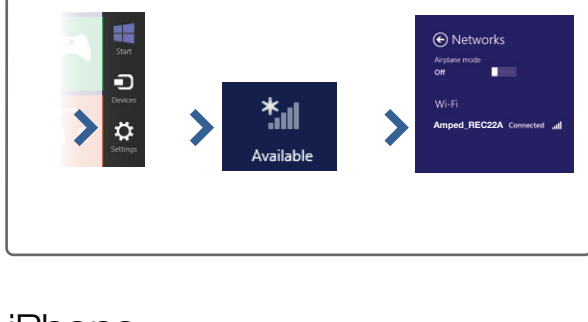 Start
Devices
Settings
Available
Networks
Airplane mode
Off
Wi-Fi
Amped_REC22A Connected
iPhone